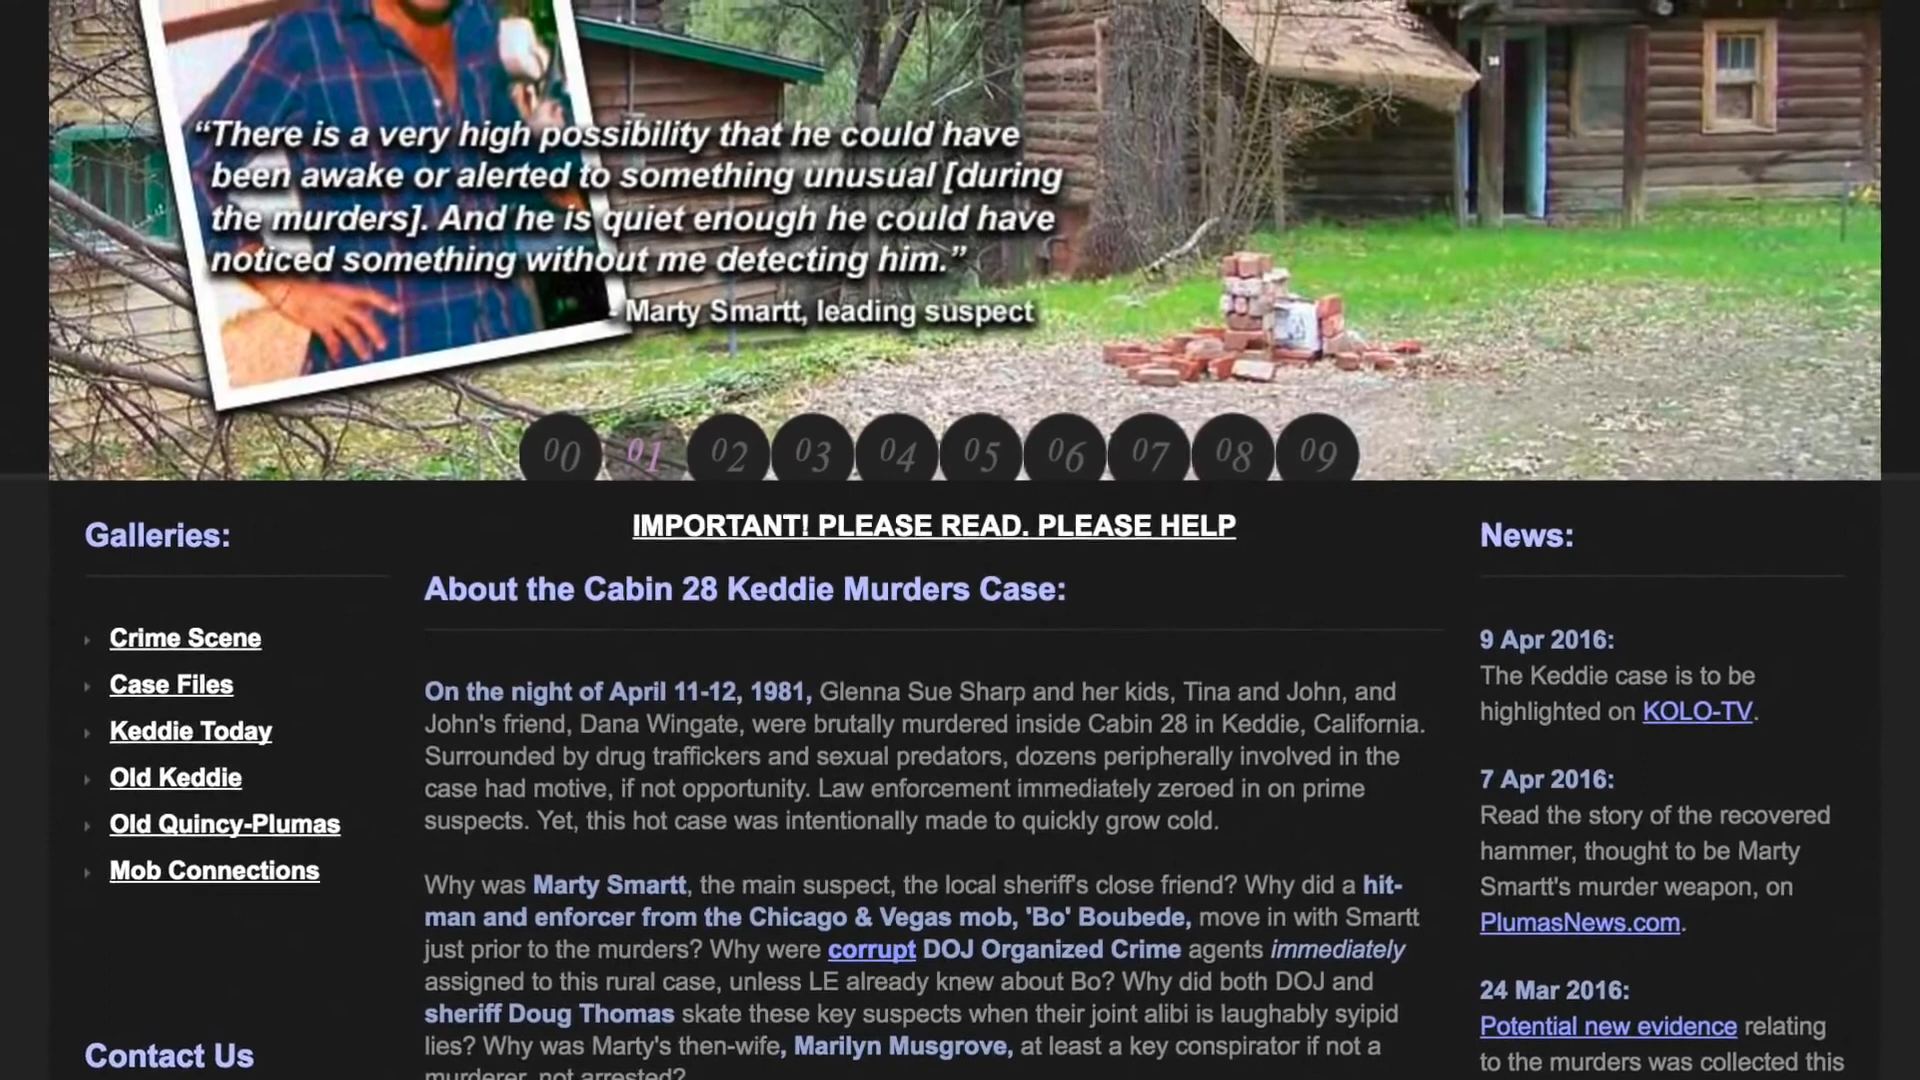 “There is a very high possibility that he could have
been awake or alerted to something unusual [during
the murders]. And he is quiet enough he could have
noticed something without me detecting him.”
- Marty Smartt, leading suspect
00 01 02 03 04 05 06 07 08 09
Galleries:
Crime Scene
Case Files
Keddie Today
Old Keddie
Old Quincy-Plumas
Mob Connections
Contact Us
IMPORTANT! PLEASE READ. PLEASE HELP
About the Cabin 28 Keddie Murders Case:
On the night of April 11-12, 1981, Glenna Sue Sharp and her kids, Tina and John, and
John's friend, Dana Wingate, were brutally murdered inside Cabin 28 in Keddie, California.
Surrounded by drug traffickers and sexual predators, dozens peripherally involved in the
case had motive, if not opportunity. Law enforcement immediately zeroed in on prime
suspects. Yet, this hot case was intentionally made to quickly grow cold.
Why was Marty Smartt, the main suspect, the local sheriff's close friend? Why did a hit-
man and enforcer from the Chicago & Vegas mob, 'Bo' Boubede, move in with Smartt
just prior to the murders? Why were corrupt DOJ Organized Crime agents immediately
assigned to this rural case, unless LE already knew about Bo? Why did both DOJ and
sheriff Doug Thomas skate these key suspects when their joint alibi is laughably syipid
lies? Why was Marty's then-wife, Marilyn Musgrove, at least a key conspirator if not a
murderer, not arrested?
News:
9 Apr 2016:
The Keddie case is to be
highlighted on KOLO-TV.
7 Apr 2016:
Read the story of the recovered
hammer, thought to be Marty
Smartt's murder weapon, on
PlumasNews.com.
24 Mar 2016:
Potential new evidence relating
to the murders was collected this